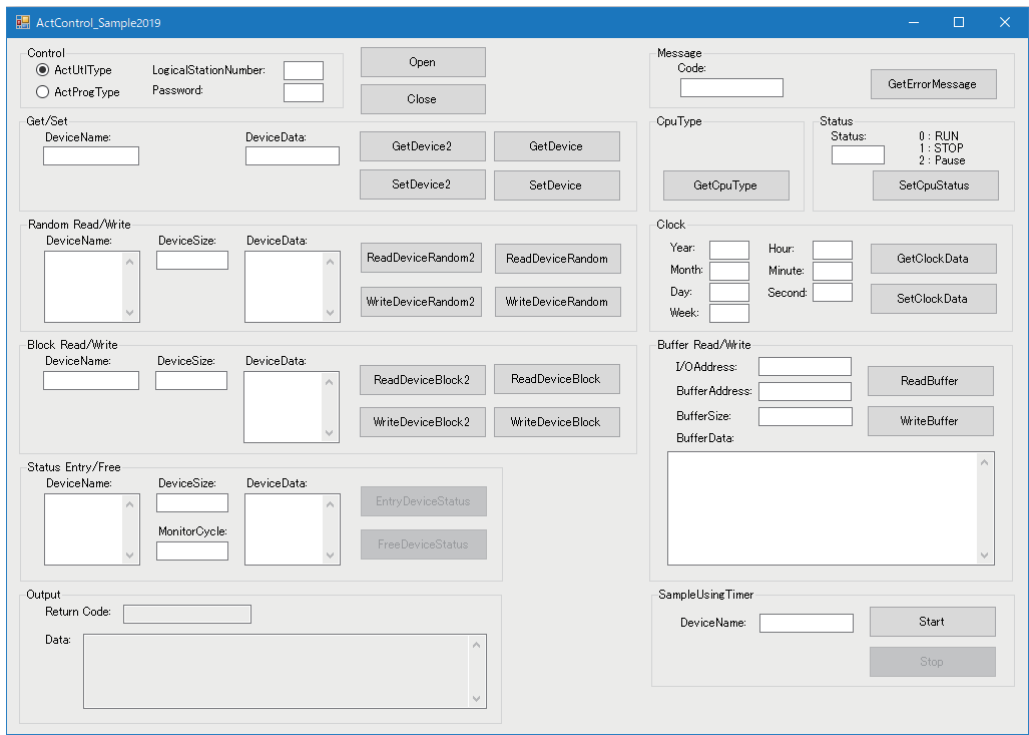 ActControl_Sample2019
Control
ActUtlType
ActProgType
LogicalStationNumber:
Password:
Open
Close
Get/Set
DeviceName:
DeviceData:
GetDevice2
GetDevice
SetDevice2
SetDevice
Random Read/Write
DeviceName:
DeviceSize:
DeviceData:
ReadDeviceRandom2
ReadDeviceRandom
WriteDeviceRandom2
WriteDeviceRandom
Block Read/Write
DeviceName:
DeviceSize:
DeviceData:
ReadDeviceBlock2
ReadDeviceBlock
WriteDeviceBlock2
WriteDeviceBlock
Status Entry/Free
DeviceName:
DeviceSize:
DeviceData:
MonitorCycle:
EntryDeviceStatus
FreeDeviceStatus
Output
Return Code:
Data:
Message
Code:
GetErrorMessage
CpuType
GetCpuType
Status
Status:
0 : RUN
1 : STOP
2 : Pause
SetCpuStatus
Clock
Year:
Month:
Day:
Week:
Hour:
Minute:
Second:
GetClockData
SetClockData
Buffer Read/Write
I/OAddress:
BufferAddress:
BufferSize:
BufferData:
ReadBuffer
WriteBuffer
SampleUsingTimer
DeviceName:
Start
Stop